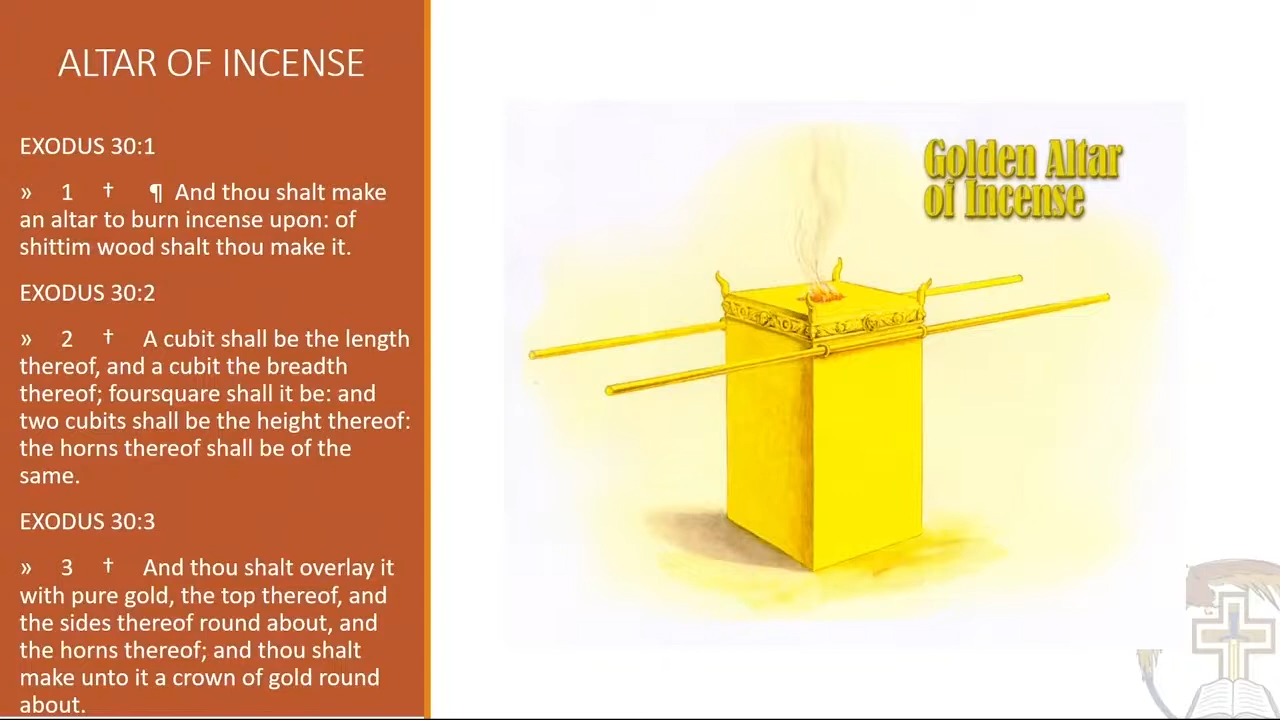 ALTAR OF INCENSE
EXODUS 30:1
» 1 † ¶ And thou shalt make
an altar to burn incense upon: of
shittim wood shalt thou make it.
EXODUS 30:2
» 2 † A cubit shall be the length
thereof, and a cubit the breadth
thereof; foursquare shall it be: and
two cubits shall be the height thereof:
the horns thereof shall be of the
same.
EXODUS 30:3
» 3 † And thou shalt overlay it
with pure gold, the top thereof, and
the sides thereof round about, and
the horns thereof; and thou shalt
make unto it a crown of gold round
about.
Golden Altar
of Incense